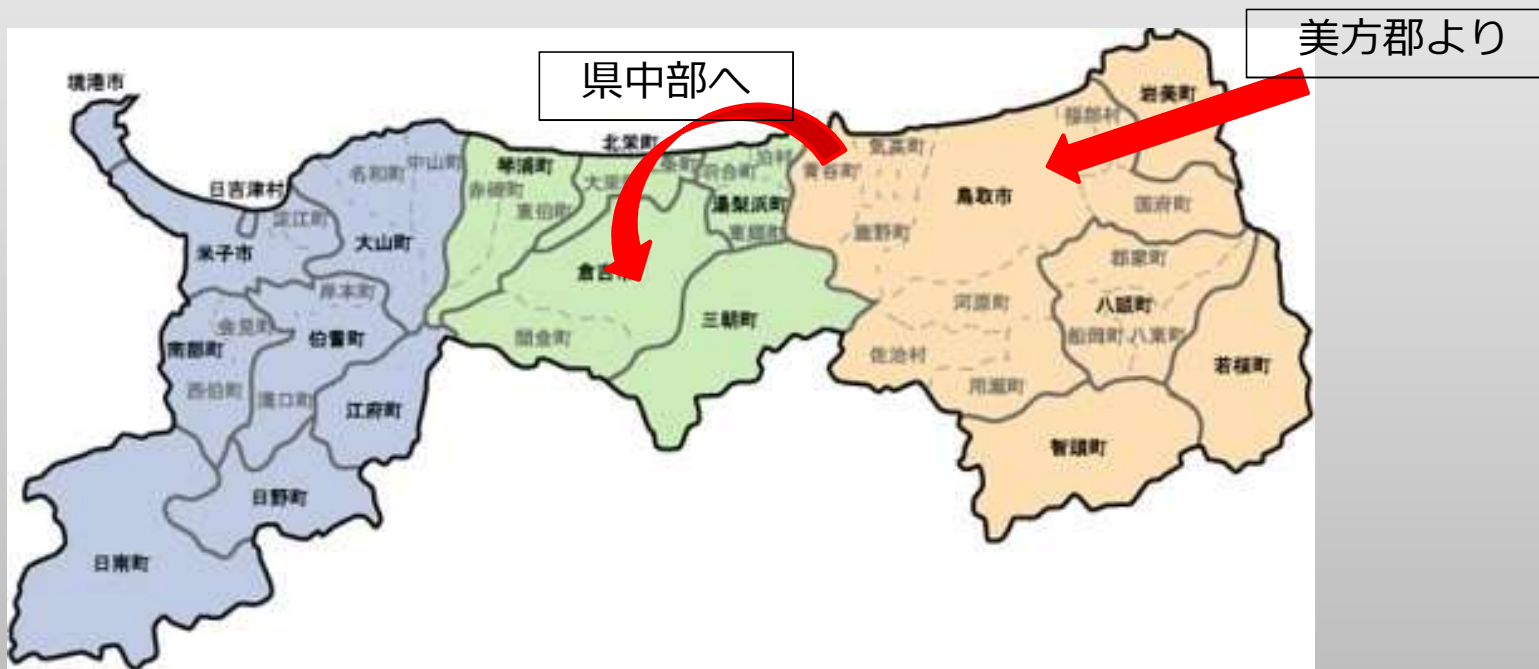 美方郡より
県中部へ
境港市
岩美町
福部村
北栄町
気高町
中山町
琴浦町
泊村
名和町
青谷町
日吉津村
赤碕町
鳥取市
国府町
淀江町
東伯町
湯梨浜町
大山町
鹿野町
東郷町
米子市
郡家町
倉吉市
岸本町
河原町
八頭町
三朝町
会見町
伯耆町
関金町
船岡町
八東町
南部町
佐治村
若桜町
西伯町
溝口町
用瀬町
江府町
智頭町
日野町
日南町